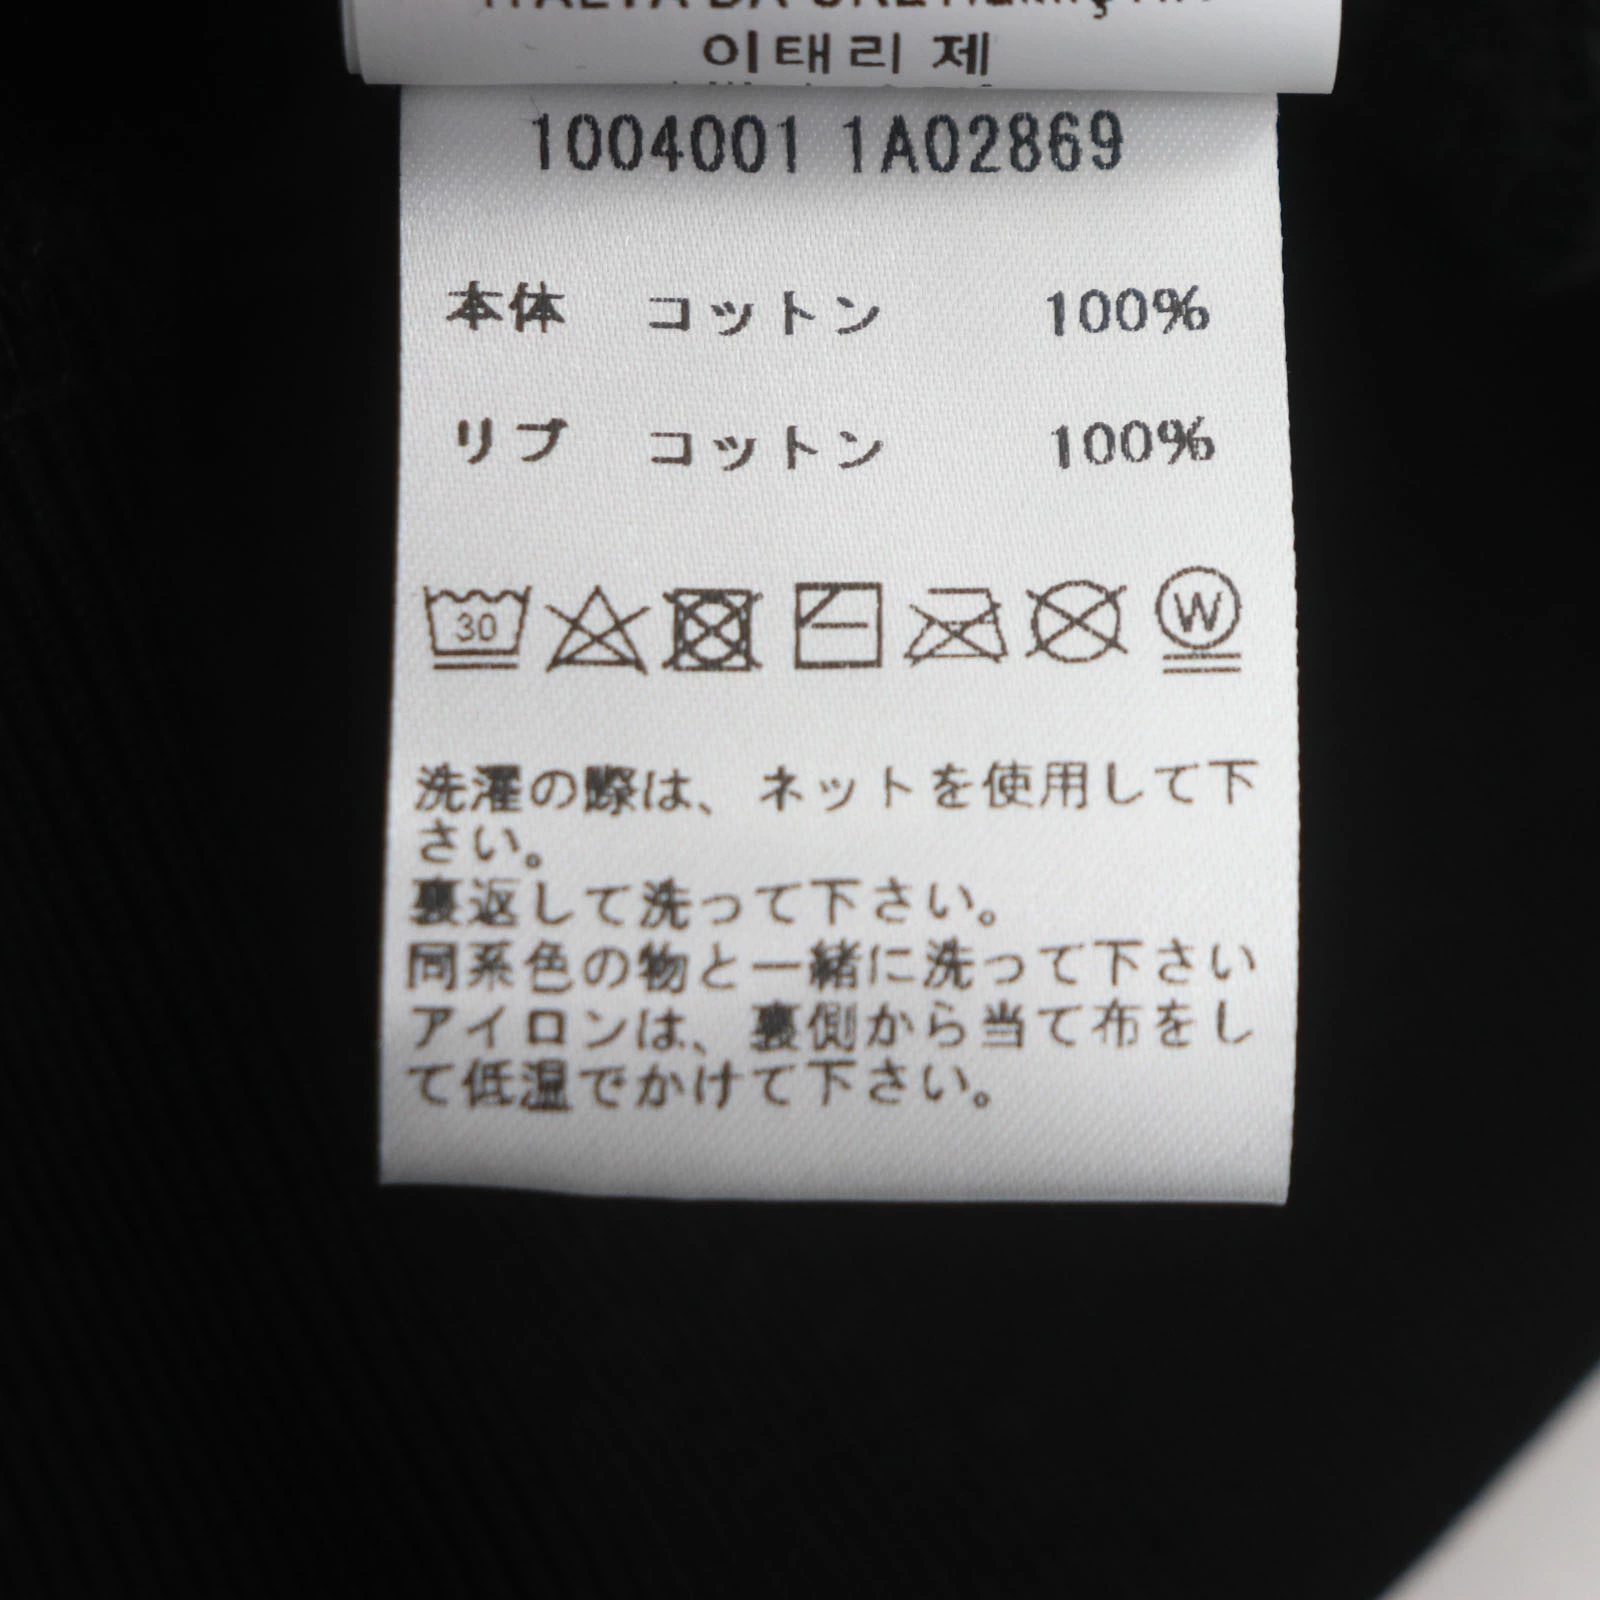 이태리 제
1004001 1A02869
本体 コットン 100%
リブ コットン 100%
30
W
洗濯の際は、ネットを使用して下
さい。
裏返して洗って下さい。
同系色の物と一緒に洗って下さい
アイロンは、裏側から当て布をし
て低温でかけて下さい。